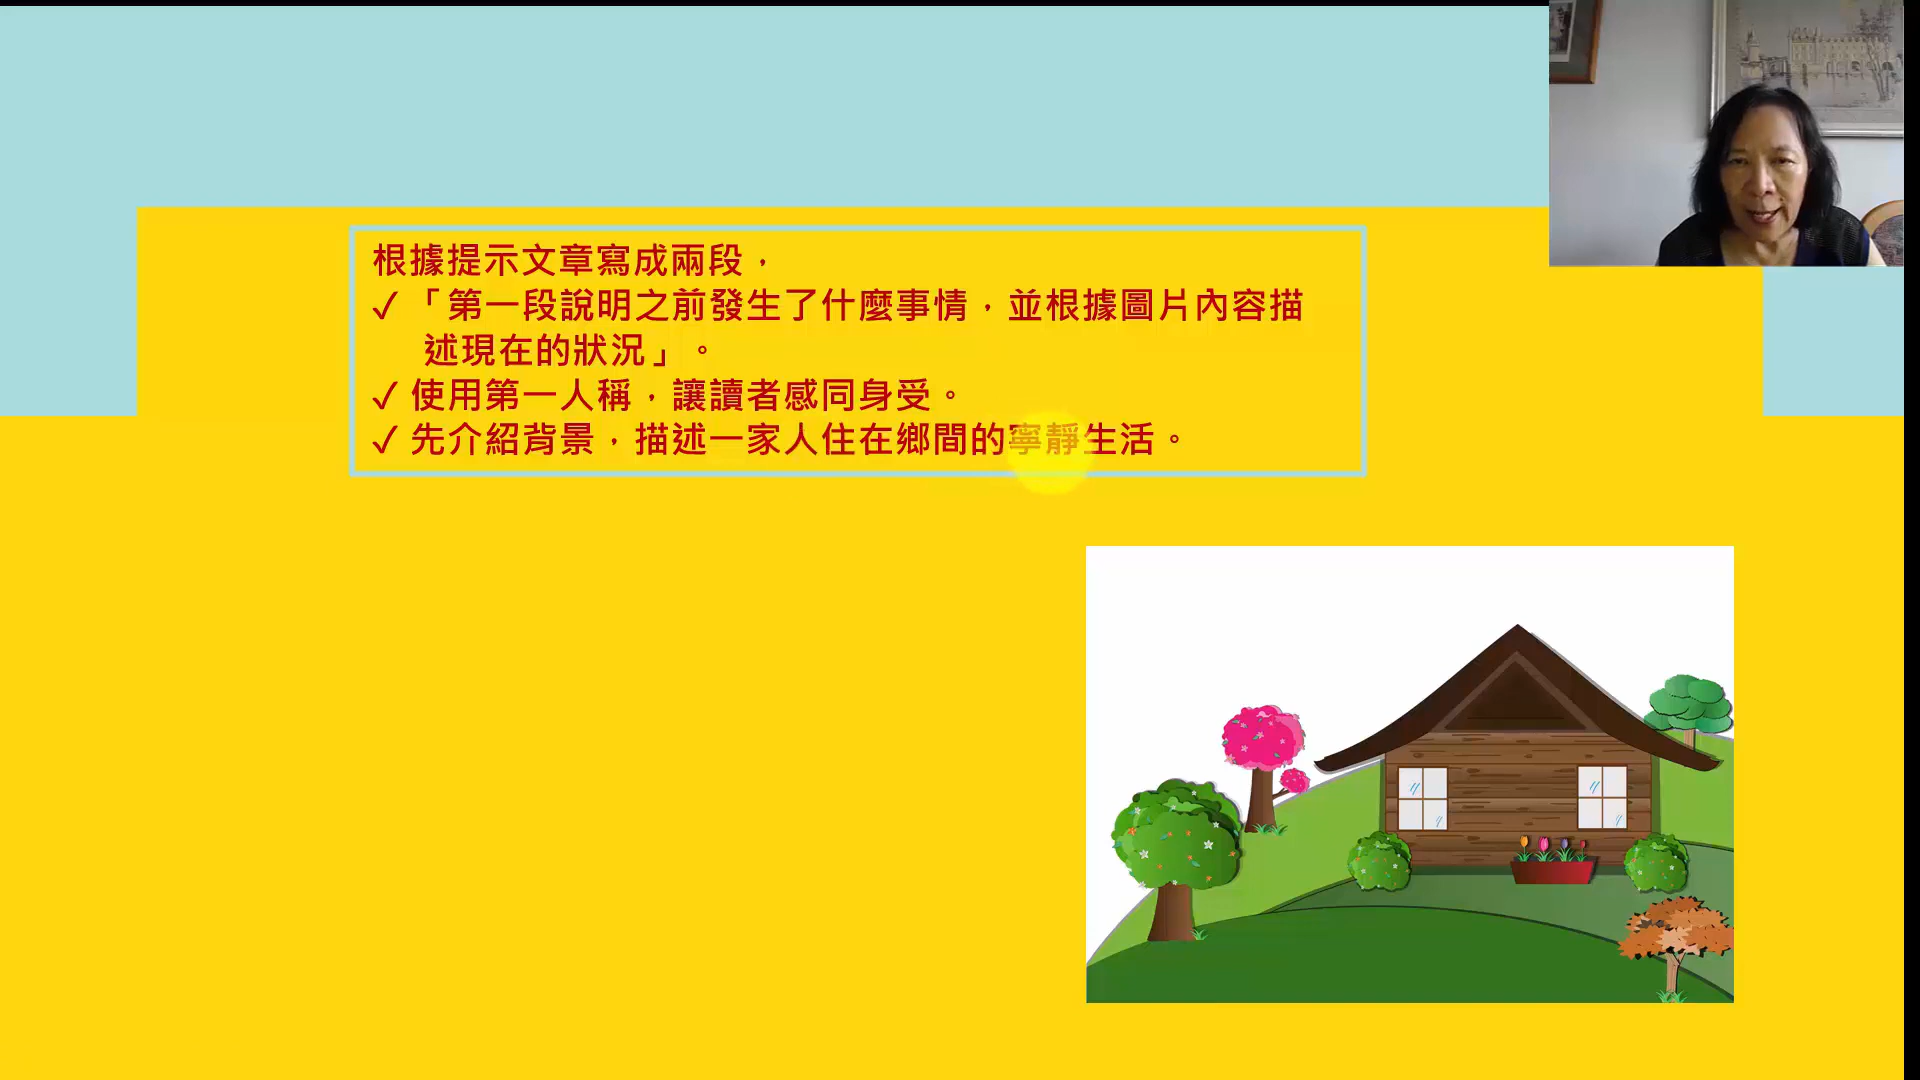 根據提示文章寫成兩段，
✓「第一段說明之前發生了什麼事情，並根據圖片內容描
述現在的狀況」。
✓ 使用第一人稱，讓讀者感同身受。
✓ 先介紹背景，描述一家人住在鄉間的寧靜生活。